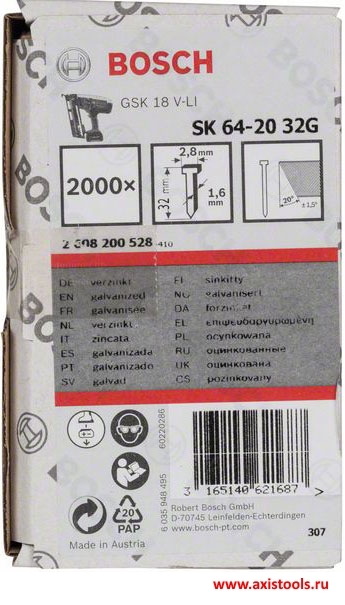 BOSCH
GSK 18 V-LI
SK 64-20 32G
2000×
2,8 mm
32 mm
1,6 mm
20°
±1,5°
2 608 200 528 -410
DE verzinkt
EN galvanized
FR galvanisée
NL verzinkt
IT zincata
ES galvanizada
PT galvanizado
SV galvad
FI sinkitty
NO galvanisert
DA forzinket
EL επιψευδαργυρωμένη
PL ocynkowana
RU оцинкованные
UK оцинковані
CS pozinkovaný
60220286
6 035 948 495
20
PAP
Made in Austria
3 165140 621687 >
Robert Bosch GmbH
D-70745 Leinfelden-Echterdingen
www.bosch-pt.com
307
BOSCH
www.axistools.ru